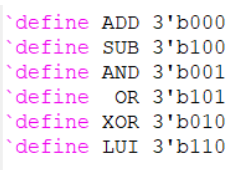 `define ADD 3'b000
`define SUB 3'b100
`define AND 3'b001
`define  OR 3'b101
`define XOR 3'b010
`define LUI 3'b110